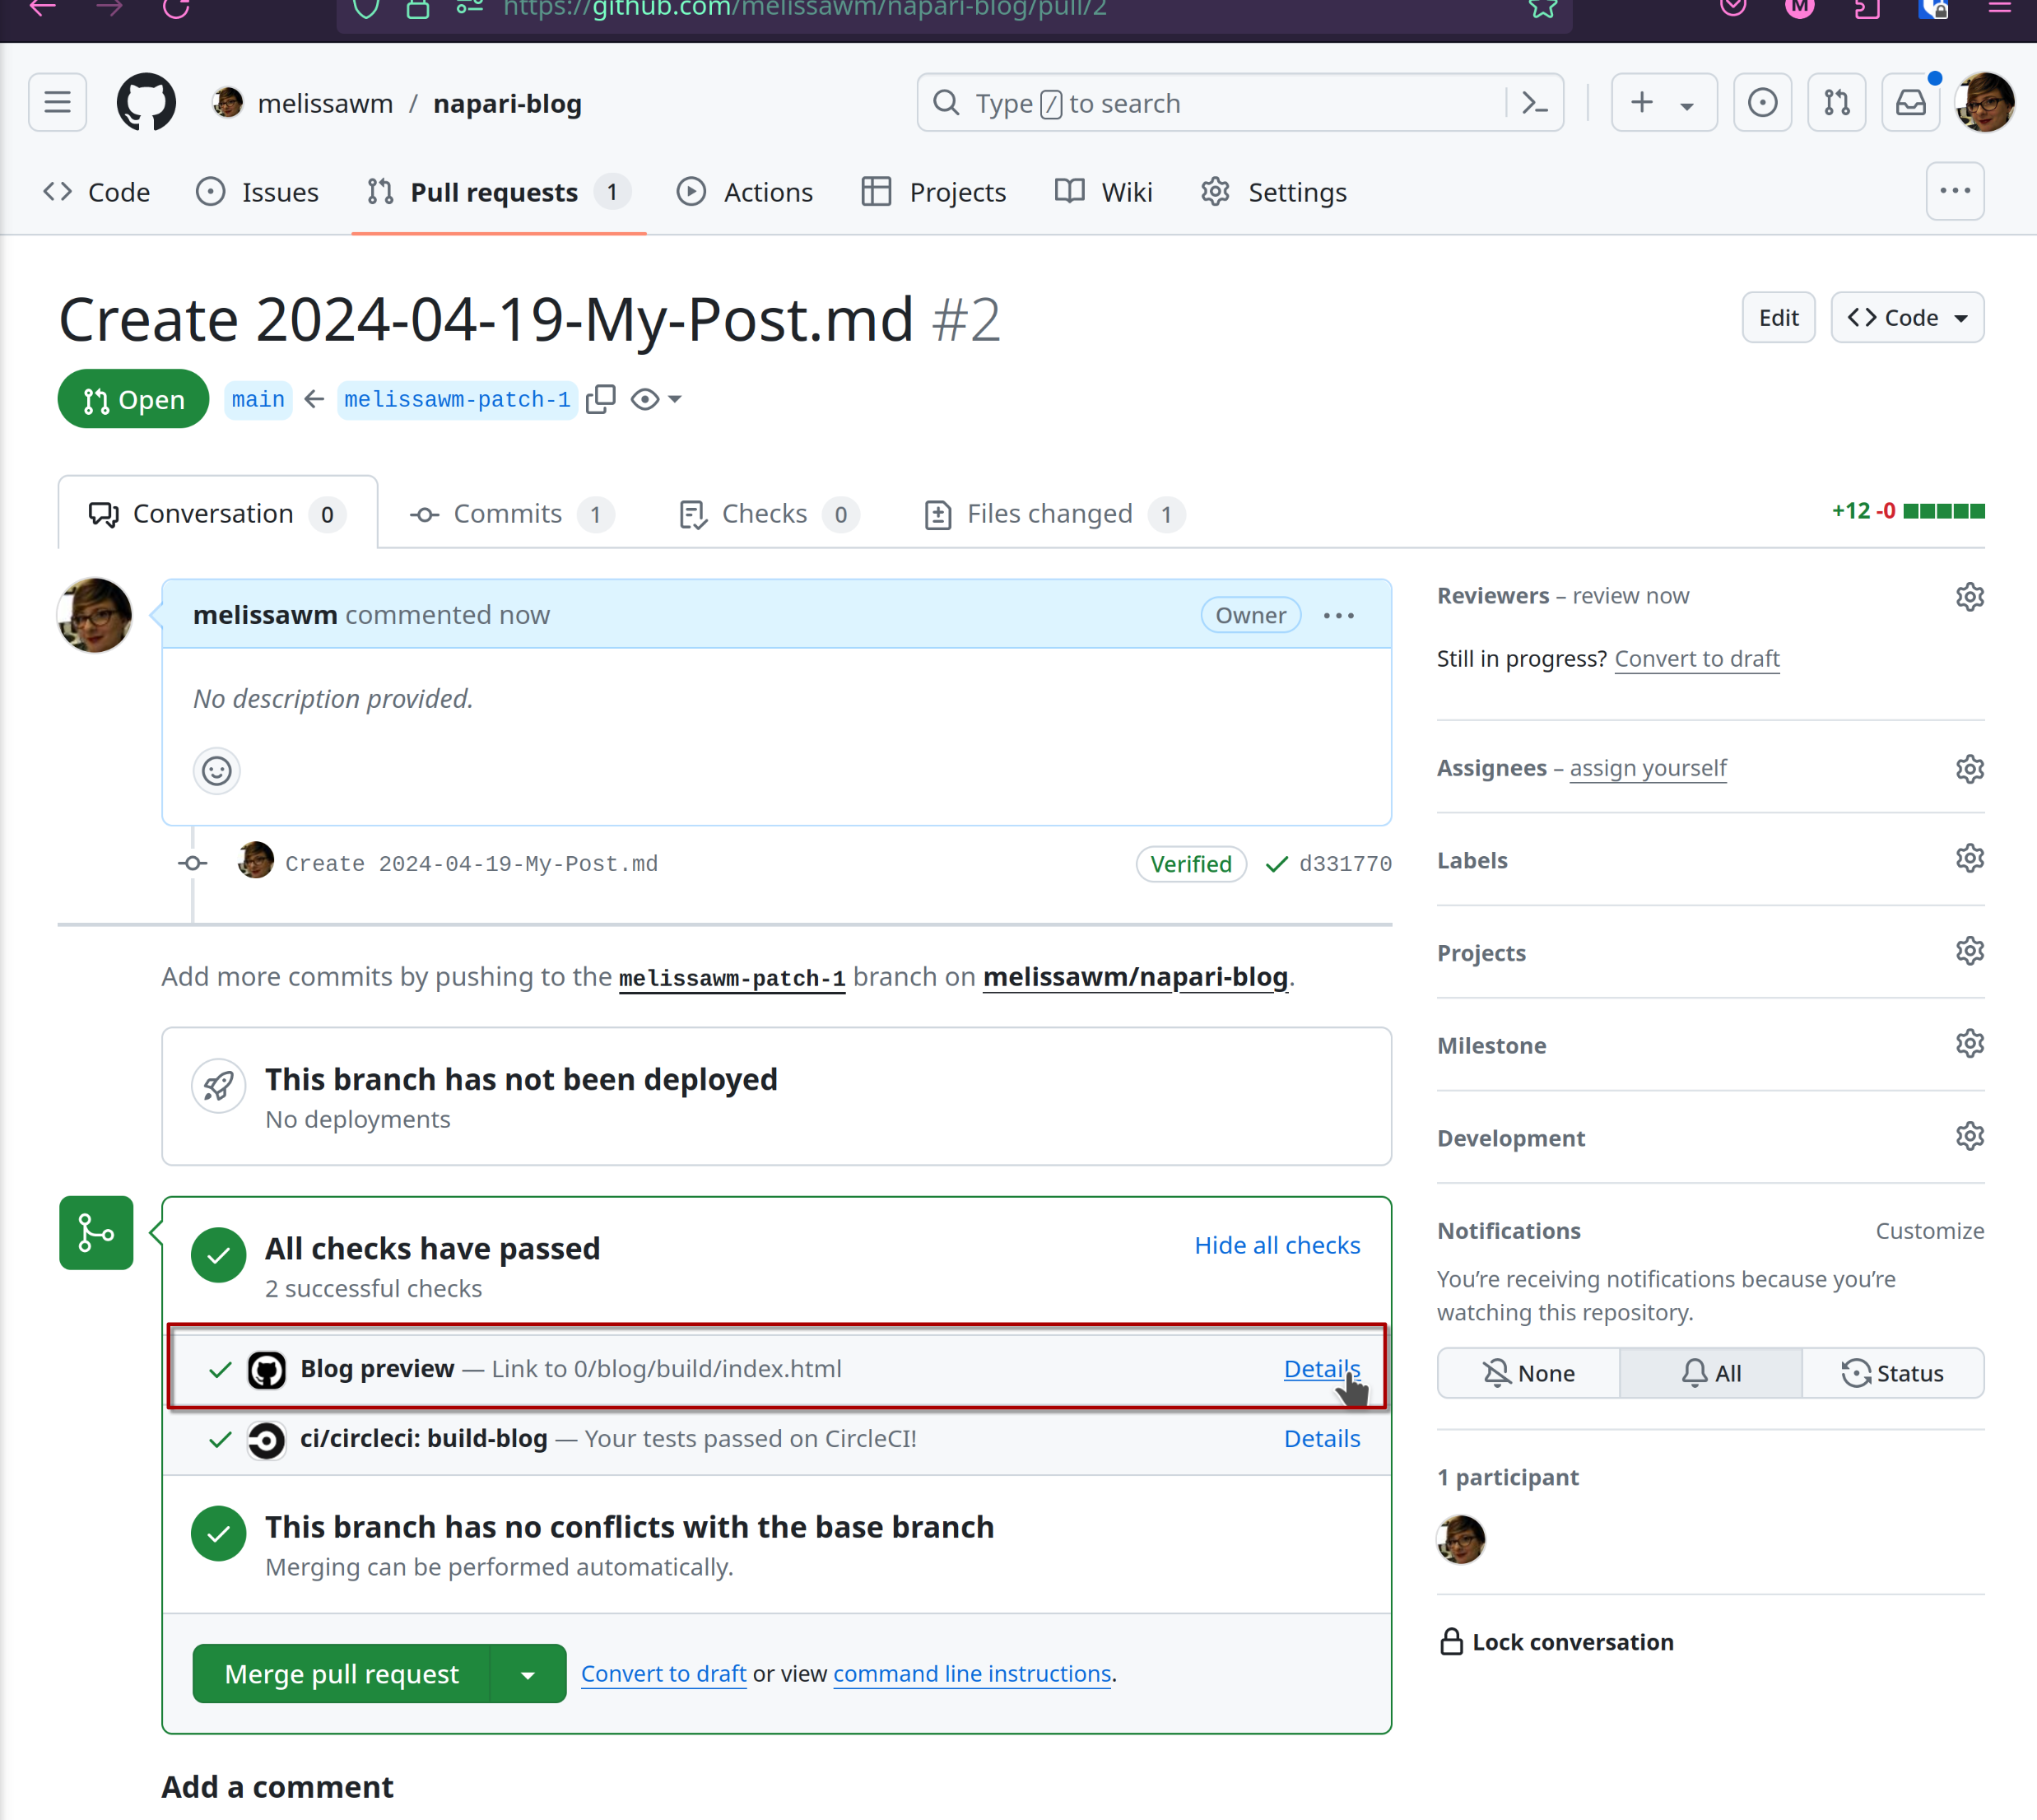 https://github.com/melissawm/napari-blog/pull/2
M
melissawm / napari-blog
Type / to search
Code
Issues
Pull requests 1
Actions
Projects
Wiki
Settings
Create 2024-04-19-My-Post.md #2
Edit
Code
Open
main
melissawm-patch-1
Conversation 0
Commits 1
Checks 0
Files changed 1
+12 -0
melissawm commented now
Owner
No description provided.
Create 2024-04-19-My-Post.md
Verified
d331770
Add more commits by pushing to the melissawm-patch-1 branch on melissawm/napari-blog.
This branch has not been deployed
No deployments
All checks have passed
Hide all checks
2 successful checks
Blog preview — Link to 0/blog/build/index.html
Details
ci/circleci: build-blog — Your tests passed on CircleCI!
Details
This branch has no conflicts with the base branch
Merging can be performed automatically.
Merge pull request
Convert to draft or view command line instructions.
Add a comment
Reviewers – review now
Still in progress? Convert to draft
Assignees – assign yourself
Labels
Projects
Milestone
Development
Notifications
Customize
You’re receiving notifications because you’re
watching this repository.
None
All
Status
1 participant
Lock conversation